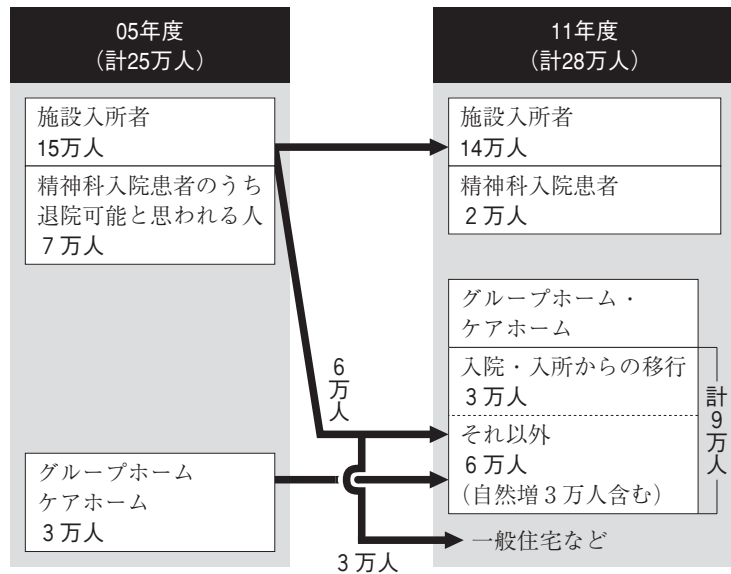 05年度
（計25万人）
施設入所者
15万人
精神科入院患者のうち
退院可能と思われる人
7万人
グループホーム
ケアホーム
3万人
6万人
3万人
11年度
（計28万人）
施設入所者
14万人
精神科入院患者
2万人
グループホーム・
ケアホーム
入院・入所からの移行
3万人
それ以外
6万人
（自然増3万人含む）
計9万人
一般住宅など